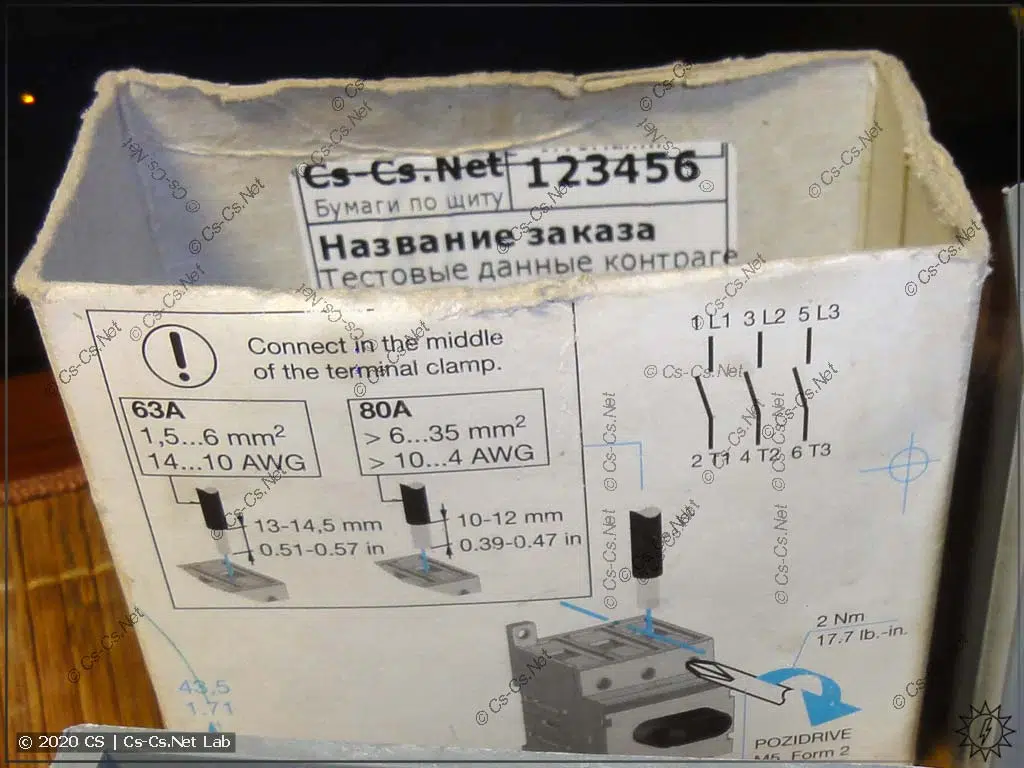 Cs-Cs.Net 123456
Бумаги по щиту
Название заказа
Тестовые данные контраге
Connect in the middle
of the terminal clamp.
63A
1,5...6 mm²
14...10 AWG
80A
> 6...35 mm²
> 10...4 AWG
13-14,5 mm
0.51-0.57 in
10-12 mm
0.39-0.47 in
1 L1 3 L2 5 L3
2 T1 4 T2 6 T3
2 Nm
17.7 lb.-in.
POZIDRIVE
M5 Form 2
43,5
1.71
© Cs-Cs.Net
© 2020 CS | Cs-Cs.Net Lab